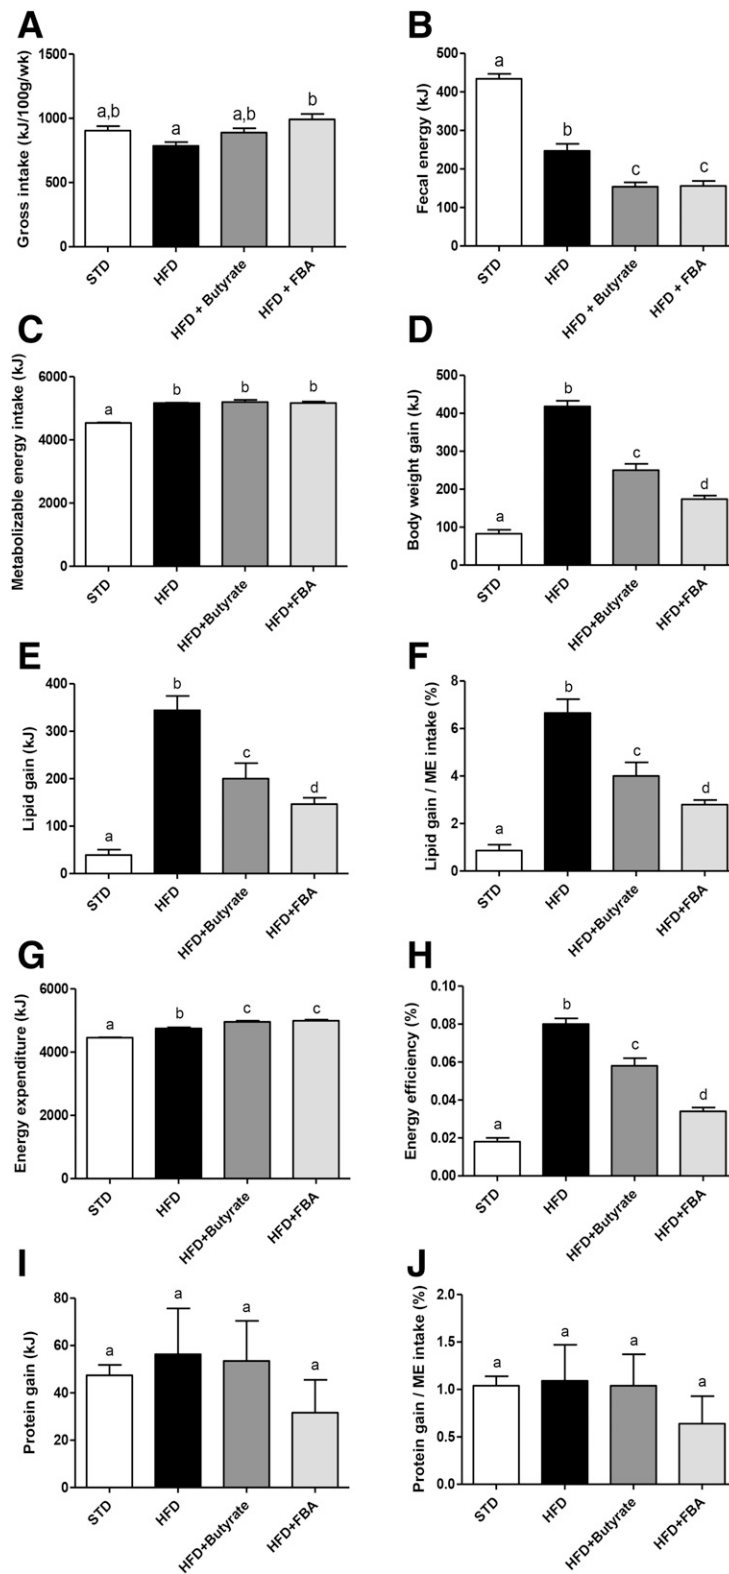 A
Gross intake (kJ/100g/wk)
1500
1000
500
0
a,b
a
a,b
b
STD
HFD
HFD + Butyrate
HFD + FBA
B
Fecal energy (kJ)
500
400
300
200
100
0
a
b
c
c
STD
HFD
HFD + Butyrate
HFD + FBA
C
Metabolizable energy intake (kJ)
6000
4000
2000
0
a
b
b
b
STD
HFD
HFD+Butyrate
HFD+FBA
D
Body weight gain (kJ)
500
400
300
200
100
0
a
b
c
d
STD
HFD
HFD+Butyrate
HFD+FBA
E
Lipid gain (kJ)
400
300
200
100
0
a
b
c
d
STD
HFD
HFD+Butyrate
HFD+FBA
F
Lipid gain / ME intake (%)
8
6
4
2
0
a
b
c
d
STD
HFD
HFD+Butyrate
HFD+FBA
G
Energy expenditure (kJ)
6000
4000
2000
0
a
b
c
c
STD
HFD
HFD+Butyrate
HFD+FBA
H
Energy efficiency (%)
0.10
0.08
0.06
0.04
0.02
0.00
a
b
c
d
STD
HFD
HFD+Butyrate
HFD+FBA
I
Protein gain (kJ)
80
60
40
20
0
a
a
a
a
STD
HFD
HFD+Butyrate
HFD+FBA
J
Protein gain / ME intake (%)
2.0
1.5
1.0
0.5
0.0
a
a
a
a
STD
HFD
HFD+Butyrate
HFD+FBA